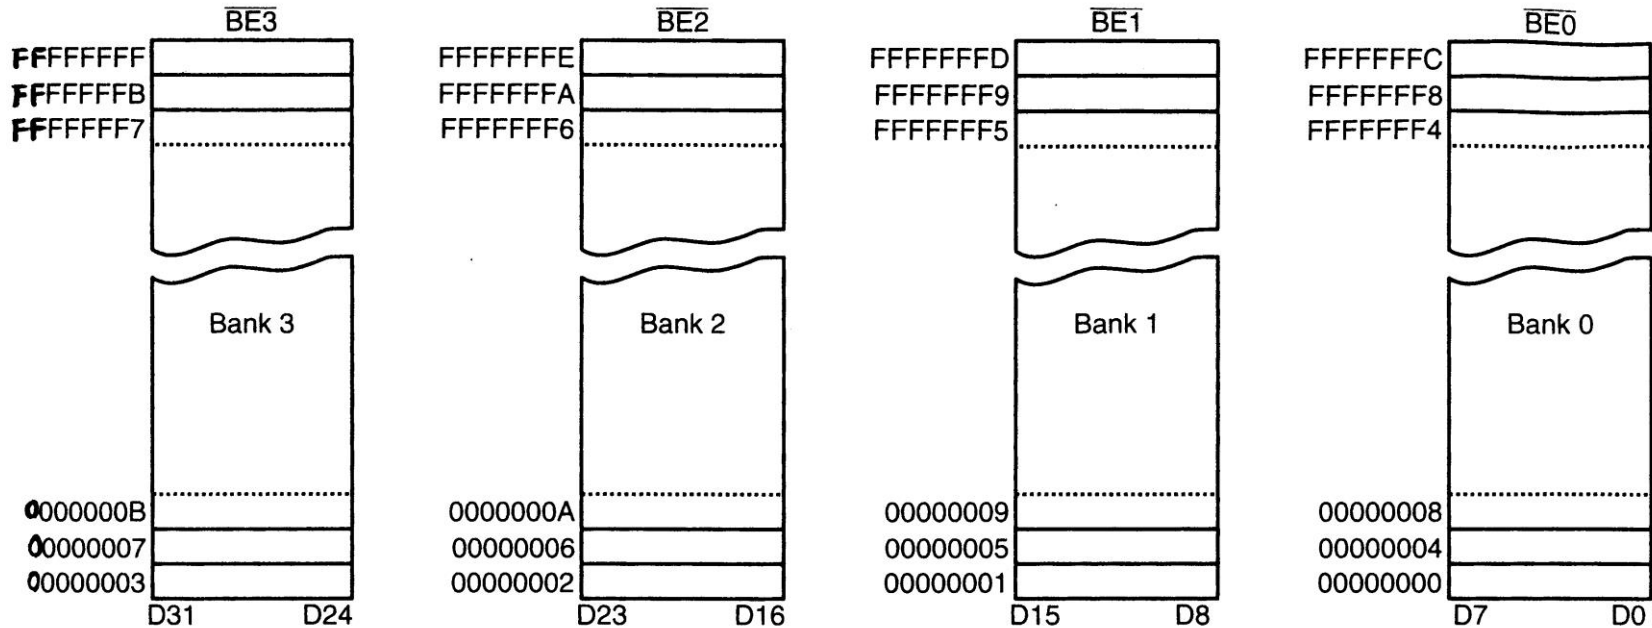 BE3 BE2 BE1 BE0
FFFFFFFF FFFFFFFE FFFFFFFD FFFFFFFC
FFFFFFFB FFFFFFFA FFFFFFF9 FFFFFFF8
FFFFFFF7 FFFFFFF6 FFFFFFF5 FFFFFFF4
Bank 3 Bank 2 Bank 1 Bank 0
0000000B 0000000A 00000009 00000008
00000007 00000006 00000005 00000004
00000003 00000002 00000001 00000000
D31 D24 D23 D16 D15 D8 D7 D0